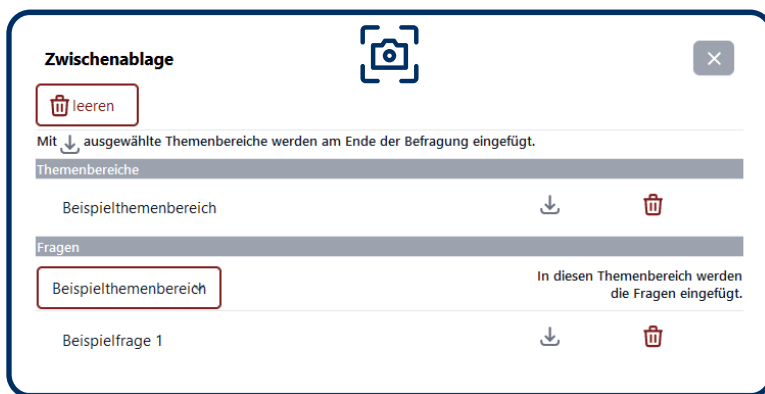 Zwischenablage
leeren
Mit ausgewählte Themenbereiche werden am Ende der Befragung eingefügt.
Themenbereiche
Beispielthemenbereich
Fragen
Beispielthemenbereich
In diesen Themenbereich werden
die Fragen eingefügt.
Beispielfrage 1